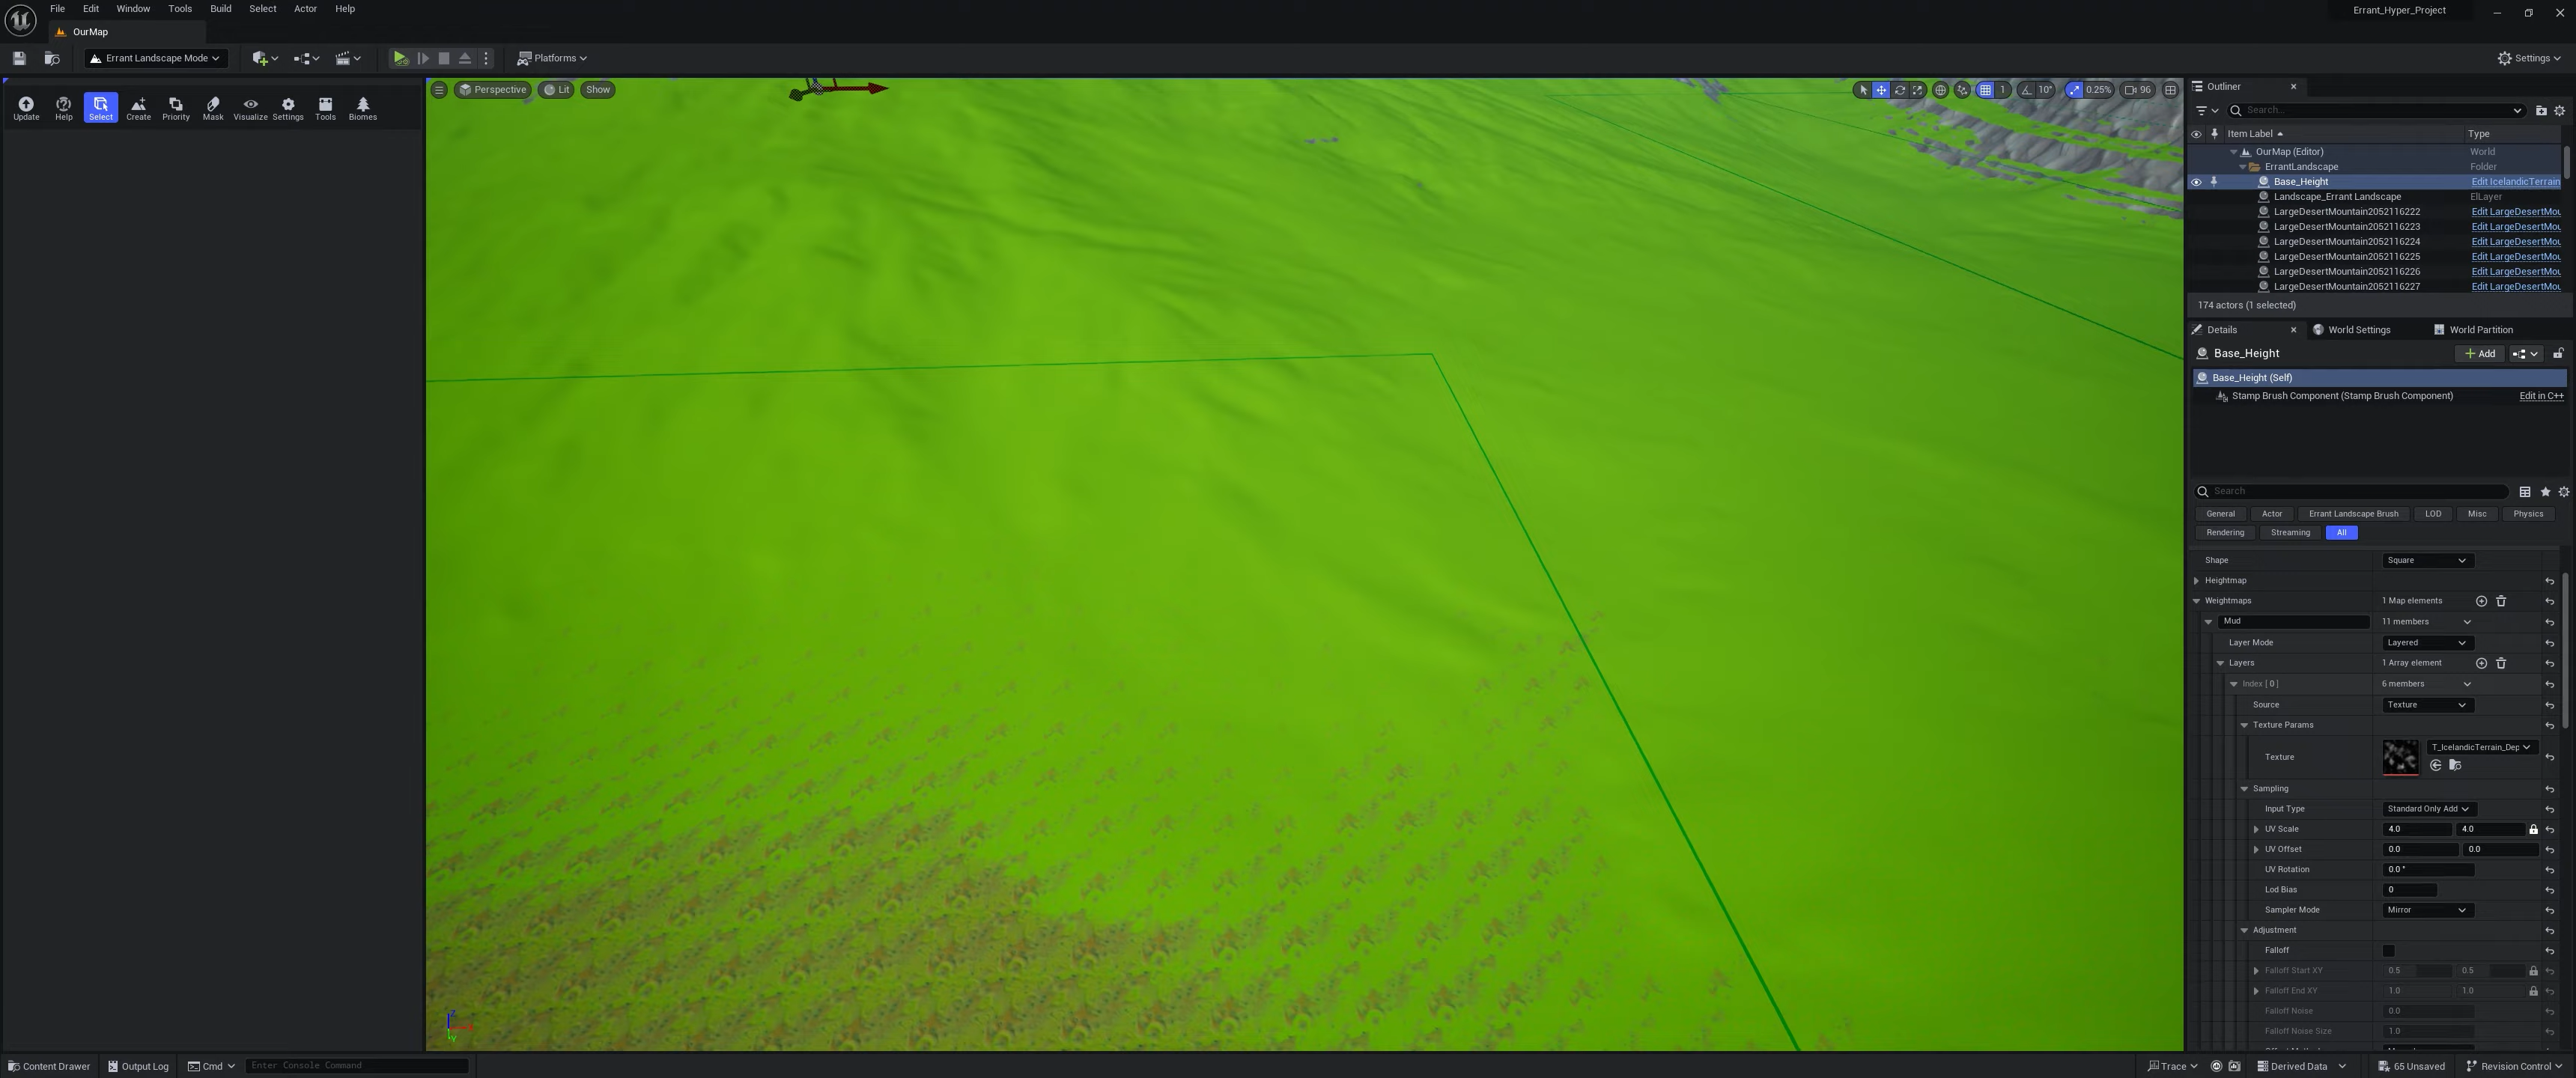 File Edit Window Tools Build Select Actor Help
Errant_Hyper_Project
OurMap
Errant Landscape Mode
Platforms
Settings
Update Help Select Create Priority Mask Visualize Settings Tools Biomes
Perspective Lit Show
1 10° 0.25% 96
Outliner
Search...
Item Label Type
OurMap (Editor) World
ErrantLandscape Folder
Base_Height Edit IcelandicTerrain
Landscape_Errant Landscape ElLayer
LargeDesertMountain2052116222 Edit LargeDesertMou
LargeDesertMountain2052116223 Edit LargeDesertMou
LargeDesertMountain2052116224 Edit LargeDesertMou
LargeDesertMountain2052116225 Edit LargeDesertMou
LargeDesertMountain2052116226 Edit LargeDesertMou
LargeDesertMountain2052116227 Edit LargeDesertMou
174 actors (1 selected)
Details World Settings World Partition
Base_Height Add
Base_Height (Self)
Stamp Brush Component (Stamp Brush Component) Edit in C++
Search
General Actor Errant Landscape Brush LOD Misc Physics
Rendering Streaming All
Shape Square
Heightmap
Weightmaps 1 Map elements
Mud 11 members
Layer Mode Layered
Layers 1 Array element
Index [ 0 ] 6 members
Source Texture
Texture Params
Texture T_IcelandicTerrain_Dep
Sampling
Input Type Standard Only Add
UV Scale 4.0 4.0
UV Offset 0.0 0.0
UV Rotation 0.0 °
Lod Bias 0
Sampler Mode Mirror
Adjustment
Falloff
Falloff Start XY 0.5 0.5
Falloff End XY 1.0 1.0
Falloff Noise 0.0
Falloff Noise Size 1.0
Z
X
Y
Content Drawer Output Log Cmd Enter Console Command
Trace Derived Data 65 Unsaved Revision Control